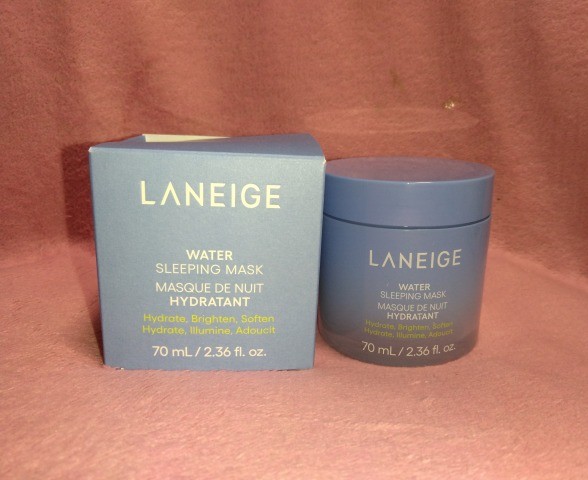 LANEIGE
WATER
SLEEPING MASK
MASQUE DE NUIT
HYDRATANT
Hydrate, Brighten, Soften
Hydrate, Illumine, Adoucit
70 mL / 2.36 fl. oz.
LANEIGE
WATER
SLEEPING MASK
MASQUE DE NUIT
HYDRATANT
Hydrate, Brighten, Soften
Hydrate, Illumine, Adoucit
70 mL / 2.36 fl. oz.